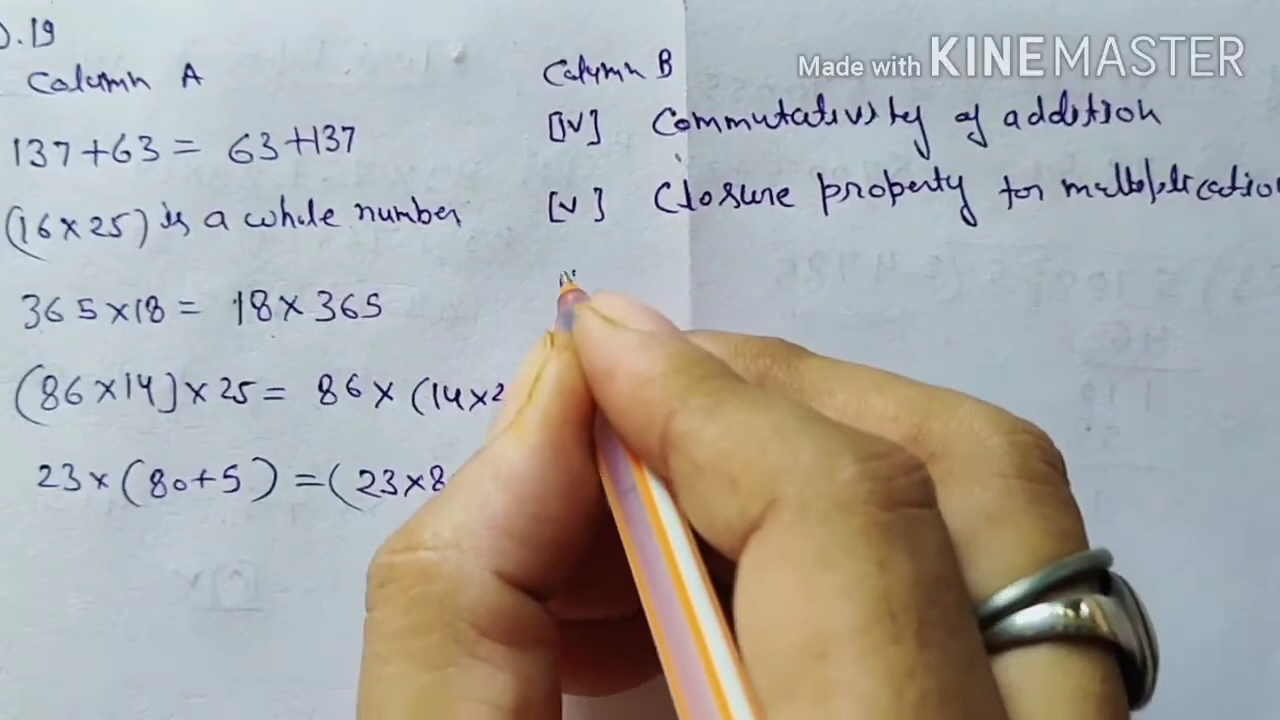 Made with KINEMASTER
.19
Column A Column B
137+63 = 63+137 [IV] Commutativity of addition
(16×25) is a whole number [V] Closure property for multiplication
365×18 = 18×365
(86×14)×25 = 86×(14×2
23×(80+5) = (23×8